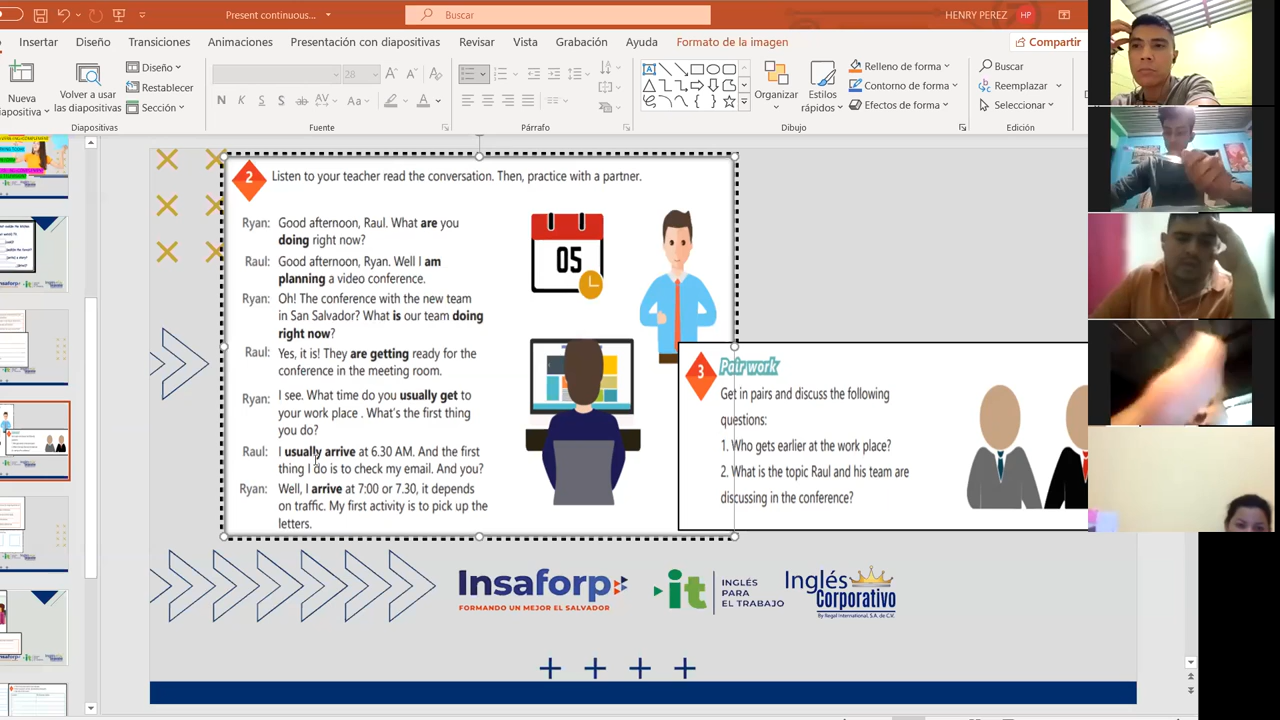 Present continuous...
Buscar
HENRY PEREZ
HP
Insertar
Diseño
Transiciones
Animaciones
Presentación con diapositivas
Revisar
Vista
Grabación
Ayuda
Formato de la imagen
Compartir
Nueva
diapositiva
Volver a usar
las diapositivas
Diseño
Restablecer
Sección
28
N K S ab AV Aa A
Organizar
Estilos
rápidos
Relleno de forma
Contorno de forma
Efectos de forma
Buscar
Reemplazar
Seleccionar
Diapositivas
Fuente
Párrafo
Dibujo
Edición
2
Listen to your teacher read the conversation. Then, practice with a partner.
Ryan: Good afternoon, Raul. What are you
doing right now?
Raul: Good afternoon, Ryan. Well I am
planning a video conference.
Ryan: Oh! The conference with the new team
in San Salvador? What is our team doing
right now?
Raul: Yes, it is! They are getting ready for the
conference in the meeting room.
Ryan: I see. What time do you usually get to
your work place . What's the first thing
you do?
Raul: I usually arrive at 6.30 AM. And the first
thing I do is to check my email. And you?
Ryan: Well, I arrive at 7:00 or 7.30, it depends
on traffic. My first activity is to pick up the
letters.
05
3
Pair work
Get in pairs and discuss the following
questions:
1. Who gets earlier at the work place?
2. What is the topic Raul and his team are
discussing in the conference?
Insaforp
FORMANDO UN MEJOR EL SALVADOR
it
INGLÉS
PARA
EL TRABAJO
Inglés
Corporativo
By Regal International, S.A. de C.V.